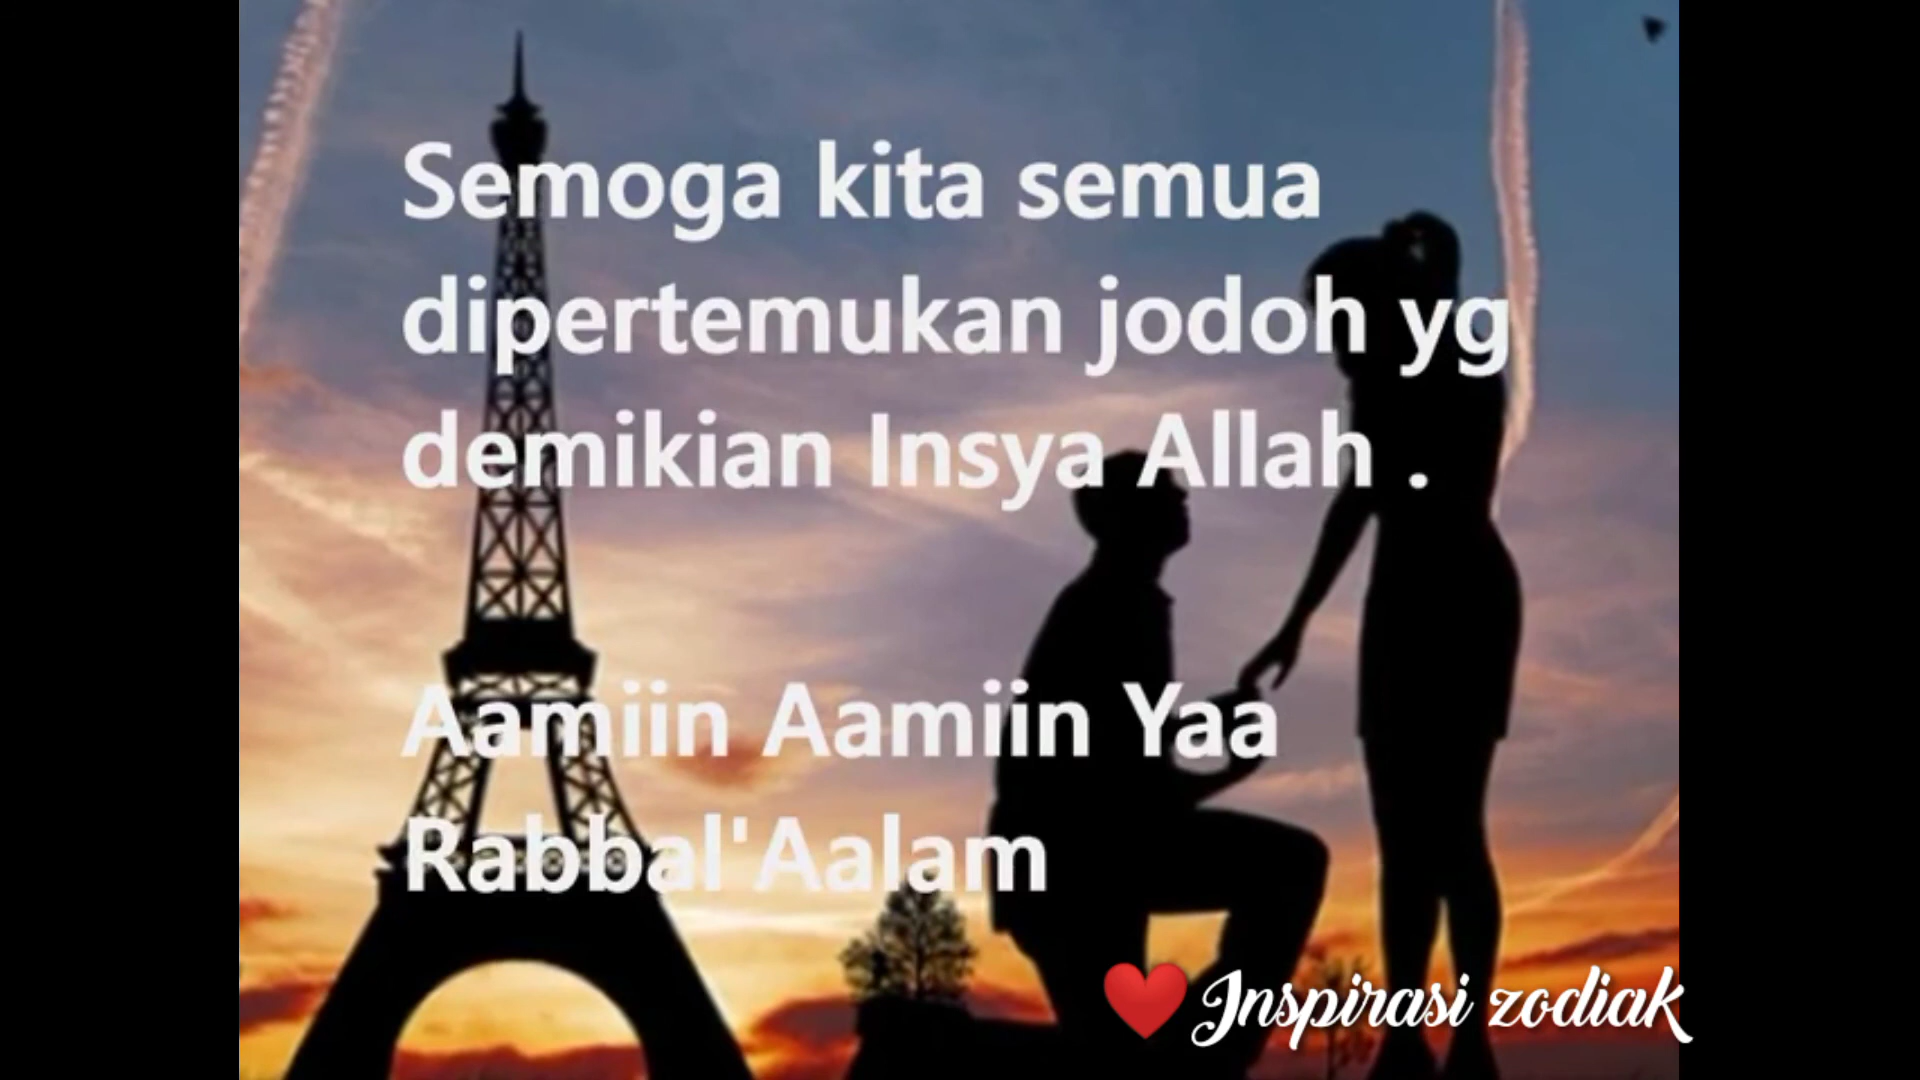 Semoga kita semua
dipertemukan jodoh yg
demikian Insya Allah .
Aamiin Aamiin Yaa
Rabbal'Aalam
Inspirasi zodiak